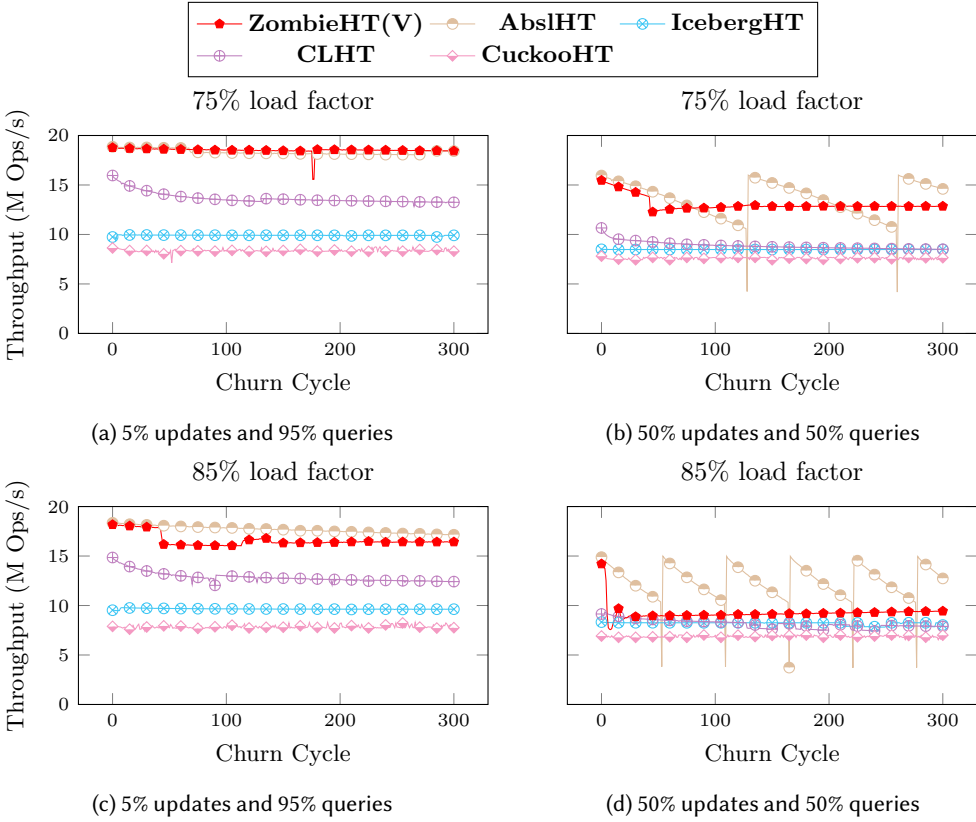 ZombieHT(V) AbslHT IcebergHT
CLHT CuckooHT
75% load factor
Throughput (M Ops/s)
20
15
10
5
0
0 100 200 300
Churn Cycle
(a) 5% updates and 95% queries
75% load factor
20
15
10
5
0
0 100 200 300
Churn Cycle
(b) 50% updates and 50% queries
85% load factor
Throughput (M Ops/s)
20
15
10
5
0
0 100 200 300
Churn Cycle
(c) 5% updates and 95% queries
85% load factor
20
15
10
5
0
0 100 200 300
Churn Cycle
(d) 50% updates and 50% queries